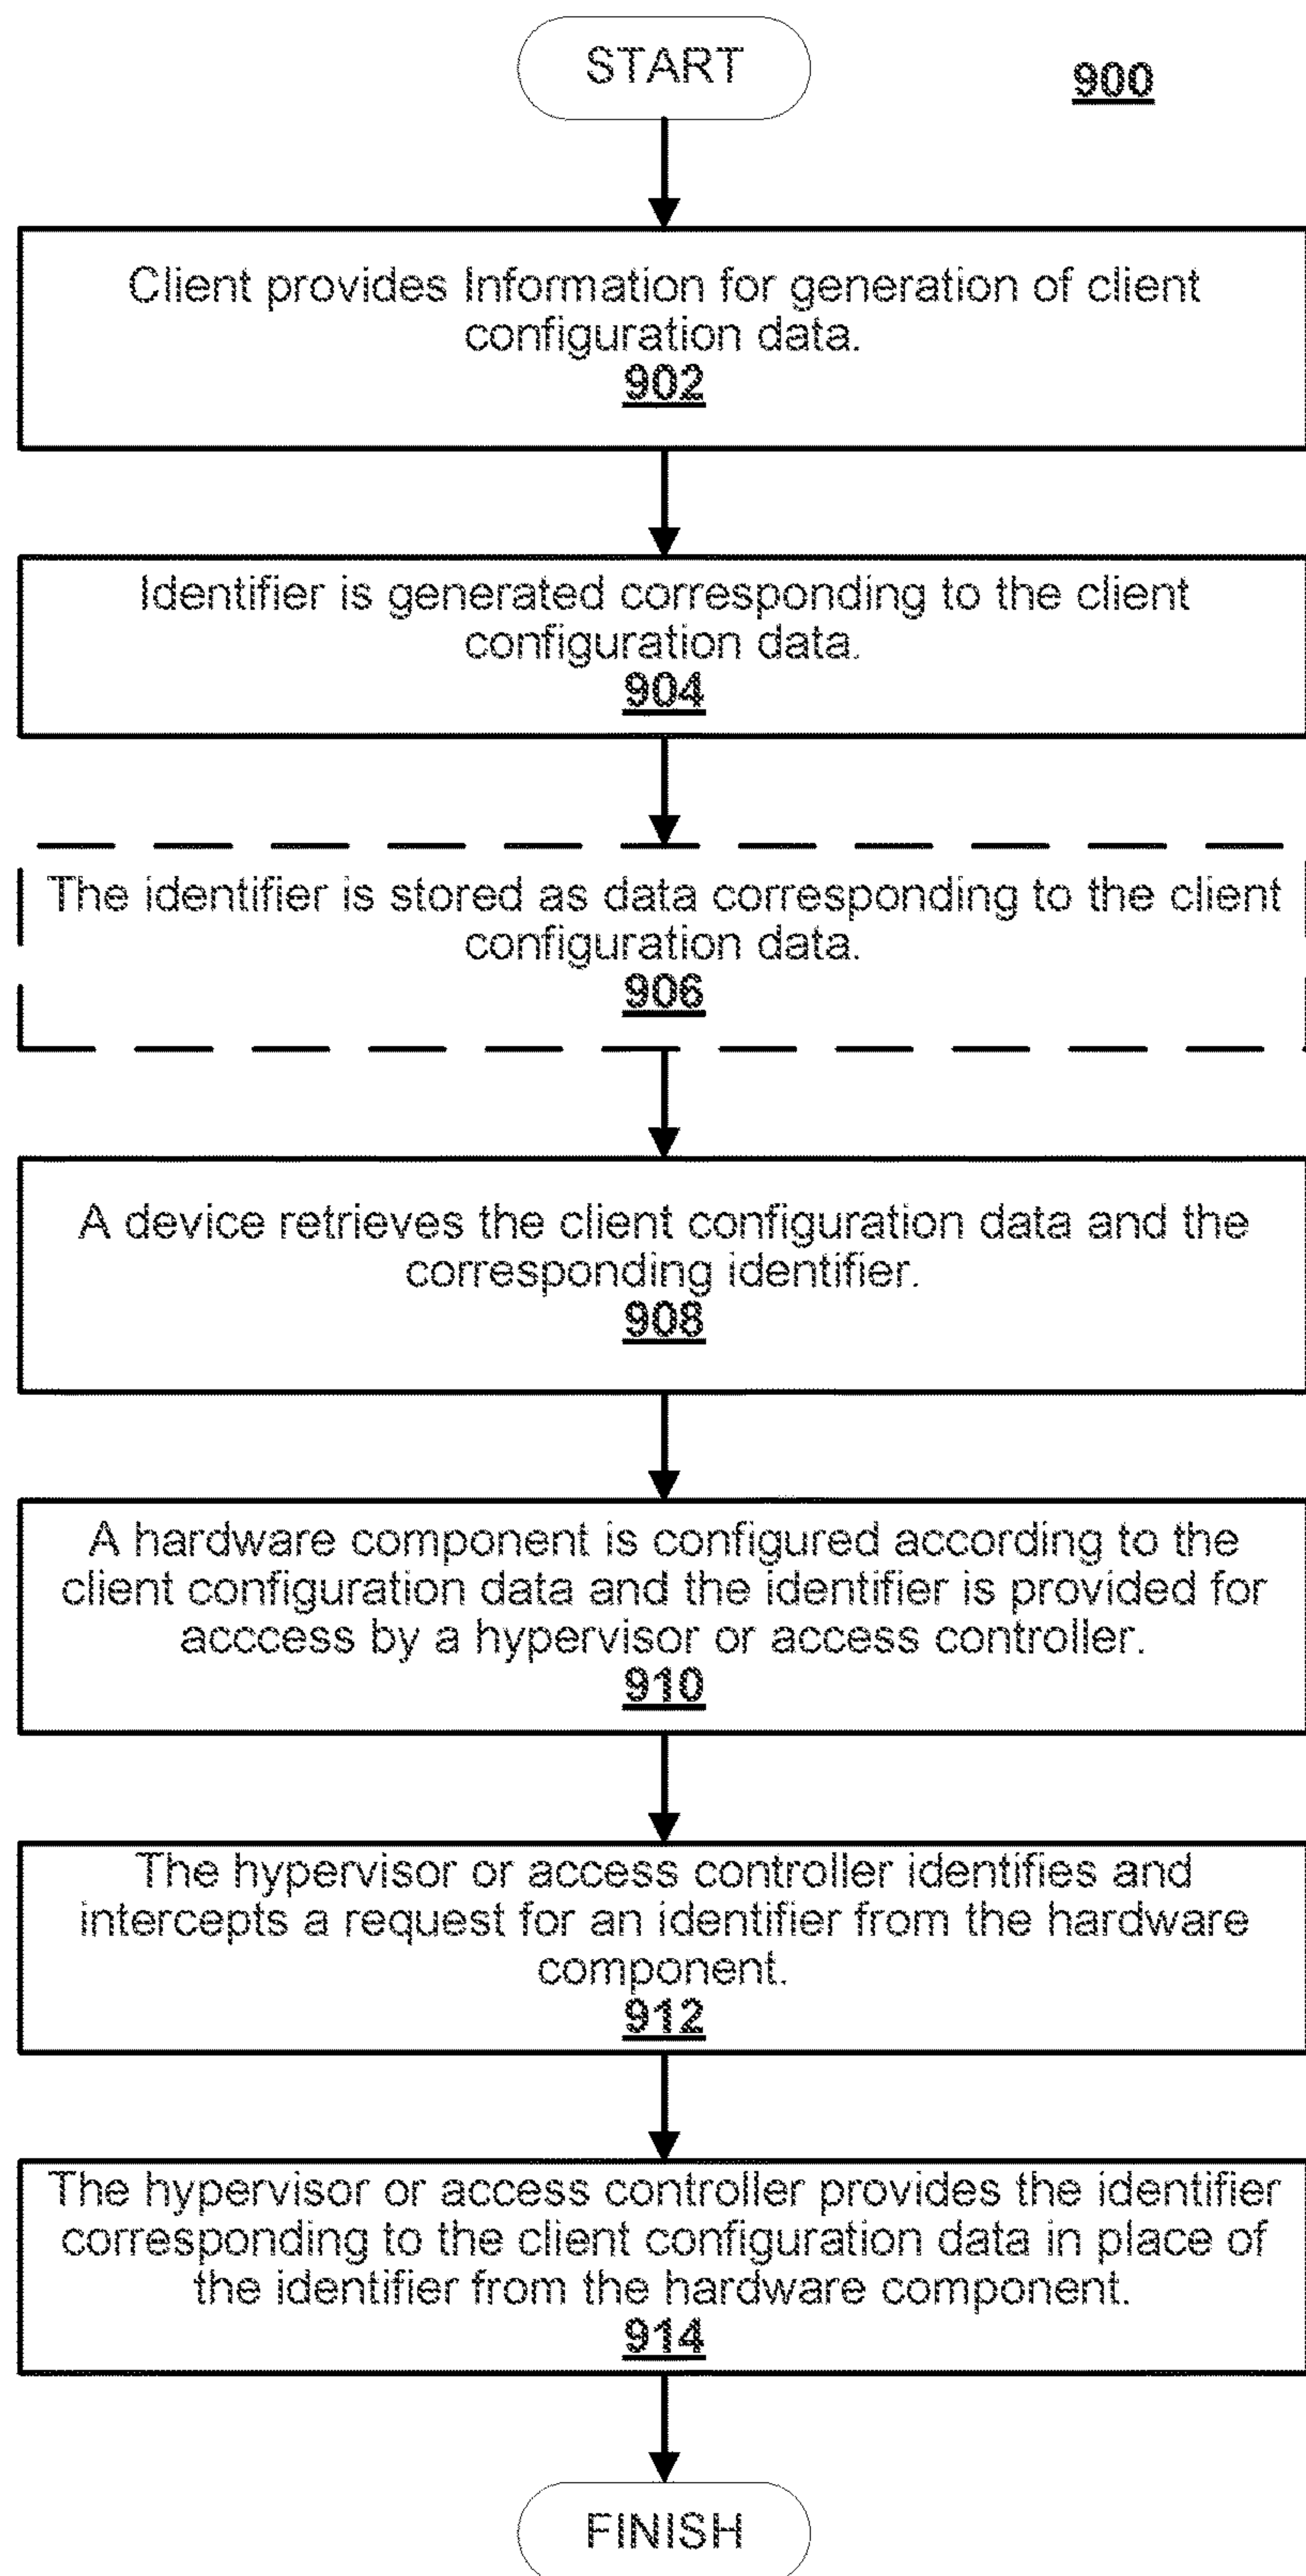 START
900
Client provides Information for generation of client
configuration data.
902
Identifier is generated corresponding to the client
configuration data.
904
The identifier is stored as data corresponding to the client
configuration data.
906
A device retrieves the client configuration data and the
corresponding identifier.
908
A hardware component is configured according to the
client configuration data and the identifier is provided for
acccess by a hypervisor or access controller.
910
The hypervisor or access controller identifies and
intercepts a request for an identifier from the hardware
component.
912
The hypervisor or access controller provides the identifier
corresponding to the client configuration data in place of
the identifier from the hardware component.
914
FINISH